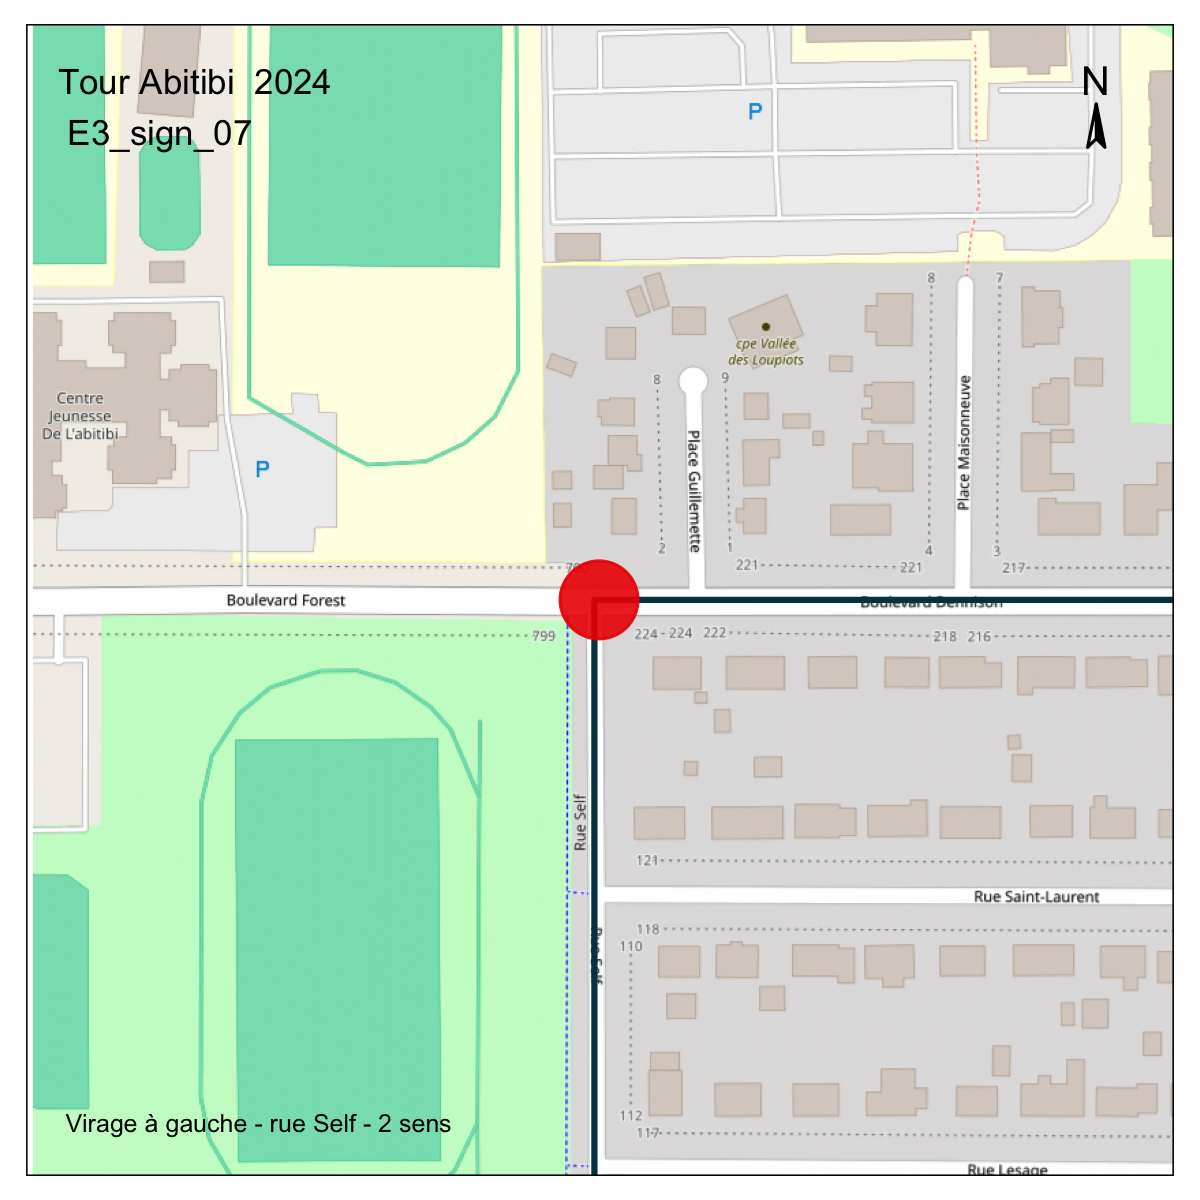 Tour Abitibi  2024
N
E3_sign_07
P
8
7
cpe Vallée
des Loupiots
8
9
Centre
Jeunesse
De L'abitibi
Place Guillemette
Place Maisonneuve
P
2
1
4
3
221
221
217
Boulevard Forest
Boulevard Dennison
799
224
224
222
218
216
Rue Self
121
Rue Saint-Laurent
118
110
Rue Self
112
117
Virage à gauche - rue Self - 2 sens
Rue Lesage